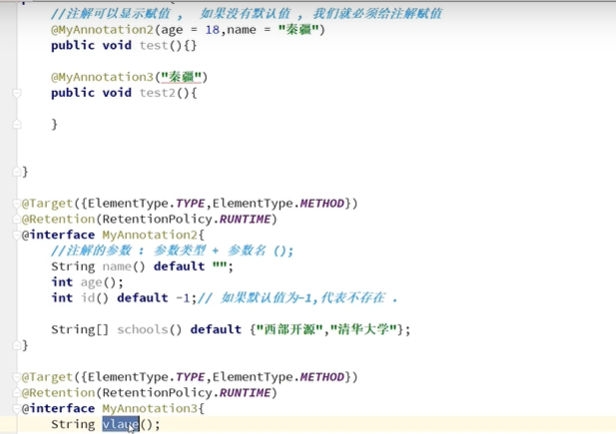 //注解可以显示赋值 ， 如果没有默认值 ，我们就必须给注解赋值
@MyAnnotation2(age = 18,name = "秦疆")
public void test(){}
@MyAnnotation3("秦疆")
public void test2(){
}
}
@Target({ElementType.TYPE,ElementType.METHOD})
@Retention(RetentionPolicy.RUNTIME)
@interface MyAnnotation2{
//注解的参数 : 参数类型 + 参数名 ();
String name() default "";
int age();
int id() default -1;// 如果默认值为-1,代表不存在 .
String[] schools() default {"西部开源","清华大学"};
}
@Target({ElementType.TYPE,ElementType.METHOD})
@Retention(RetentionPolicy.RUNTIME)
@interface MyAnnotation3{
String vlaue();